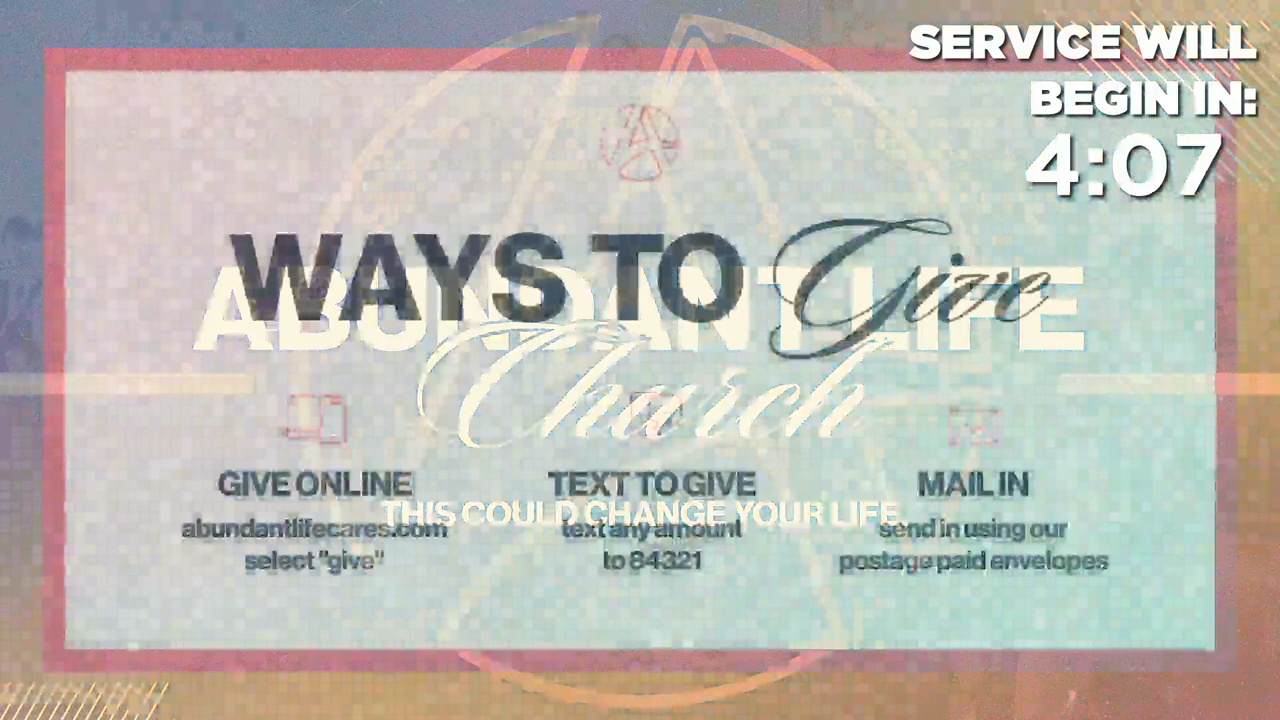 SERVICE WILL
BEGIN IN:
4:07
WAYS TO Give
ABUNDANT LIFE
Church
GIVE ONLINE
abundantlifecares.com
select "give"
TEXT TO GIVE
text any amount
to 84321
MAIL IN
send in using our
postage paid envelopes
THIS COULD CHANGE YOUR LIFE